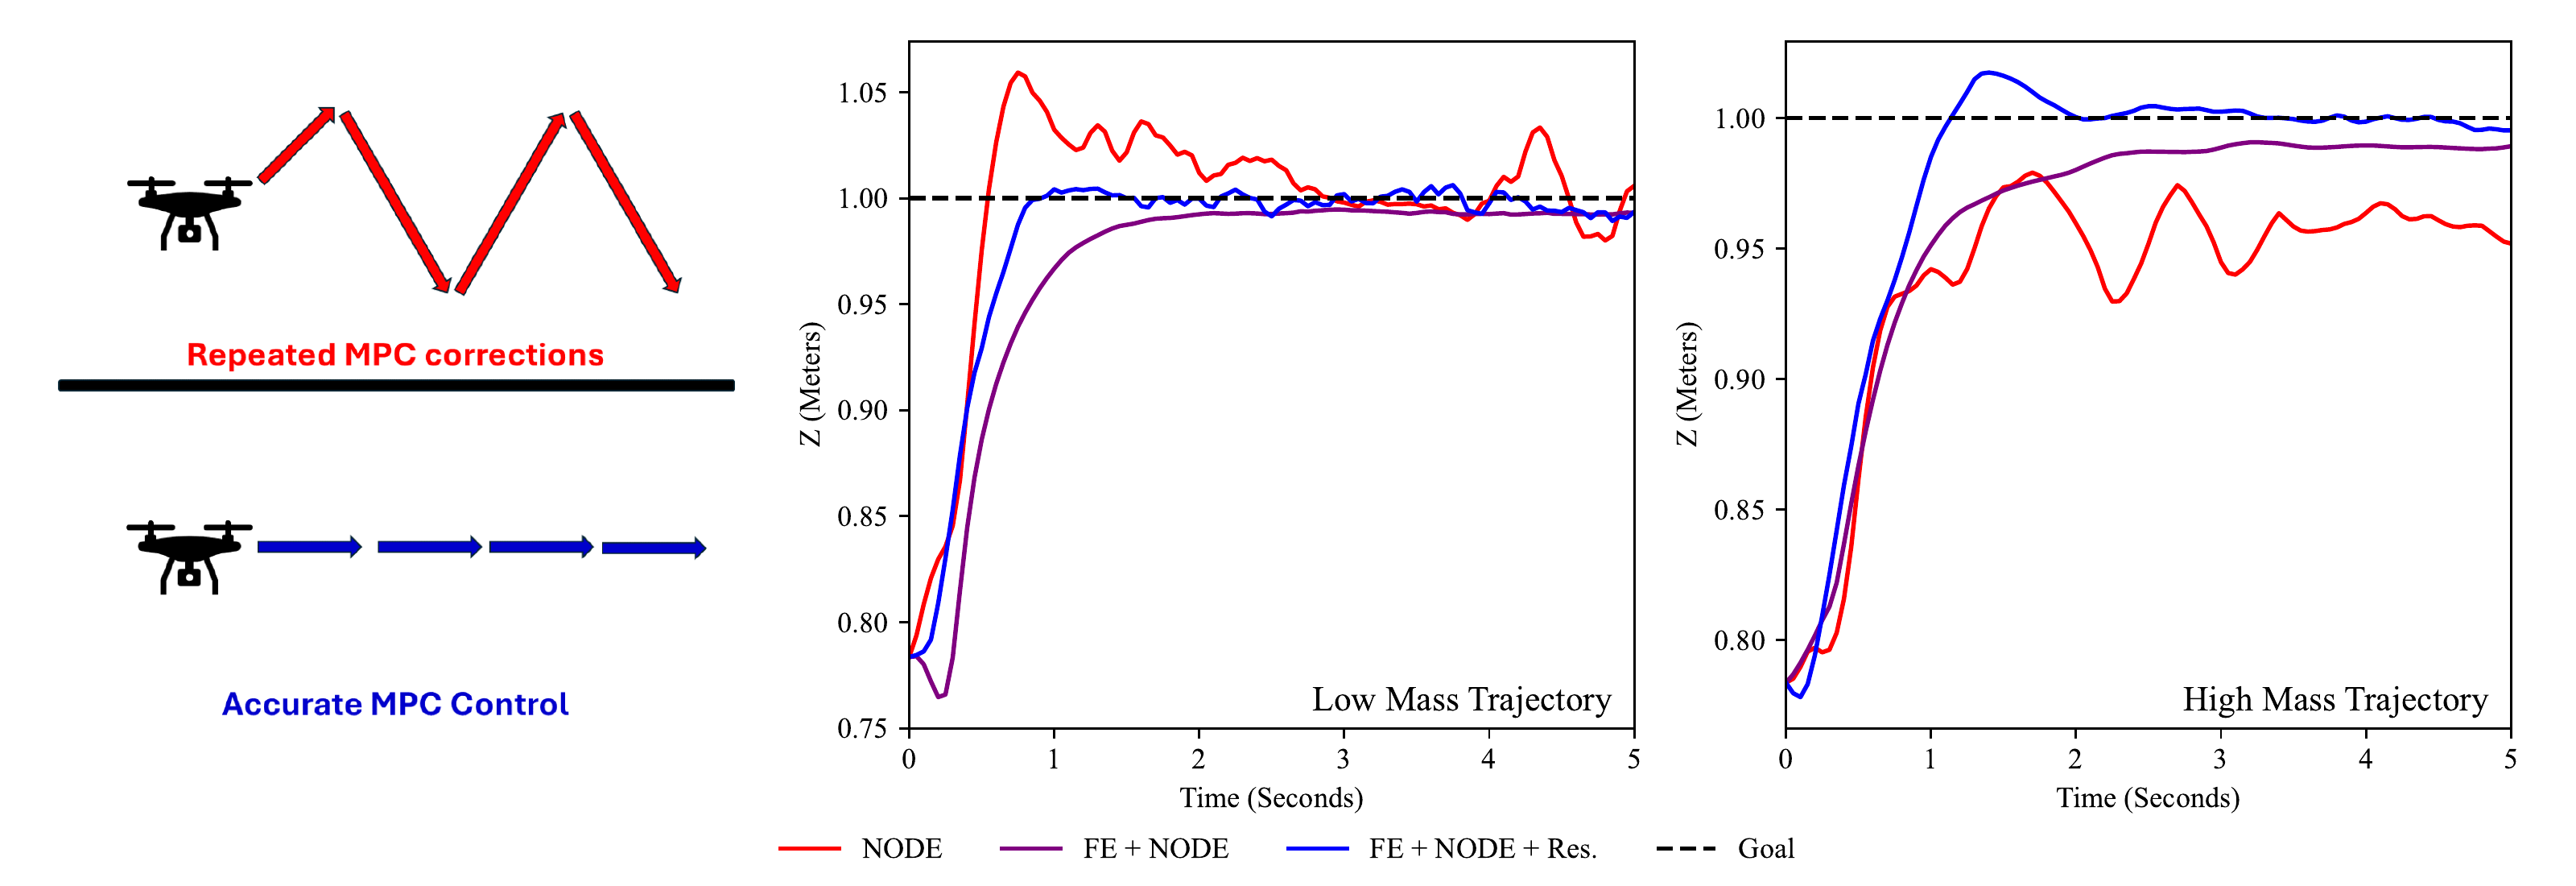 Repeated MPC corrections
Accurate MPC Control
Z (Meters)
1.05
1.00
0.95
0.90
0.85
0.80
0.75
0 1 2 3 4 5
Time (Seconds)
Low Mass Trajectory
Z (Meters)
1.00
0.95
0.90
0.85
0.80
0 1 2 3 4 5
Time (Seconds)
High Mass Trajectory
NODE FE + NODE FE + NODE + Res. Goal